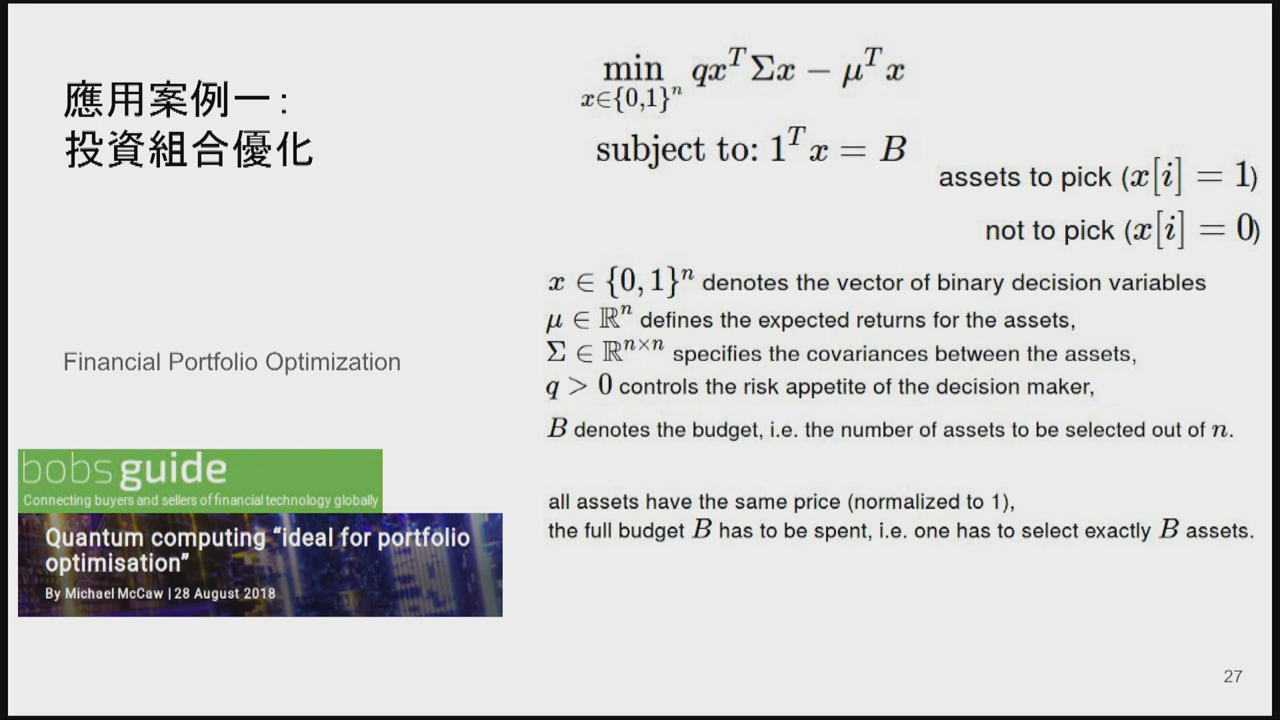 應用案例一：
投資組合優化
Financial Portfolio Optimization
bobsguide
Connecting buyers and sellers of financial technology globally
Quantum computing “ideal for portfolio
optimisation”
By Michael McCaw | 28 August 2018
min_{x∈{0,1}^n} qx^T Σx − μ^T x
subject to: 1^T x = B
assets to pick (x[i] = 1)
not to pick (x[i] = 0)
x ∈ {0, 1}^n denotes the vector of binary decision variables
μ ∈ ℝ^n defines the expected returns for the assets,
Σ ∈ ℝ^{n×n} specifies the covariances between the assets,
q > 0 controls the risk appetite of the decision maker,
B denotes the budget, i.e. the number of assets to be selected out of n.
all assets have the same price (normalized to 1),
the full budget B has to be spent, i.e. one has to select exactly B assets.
27